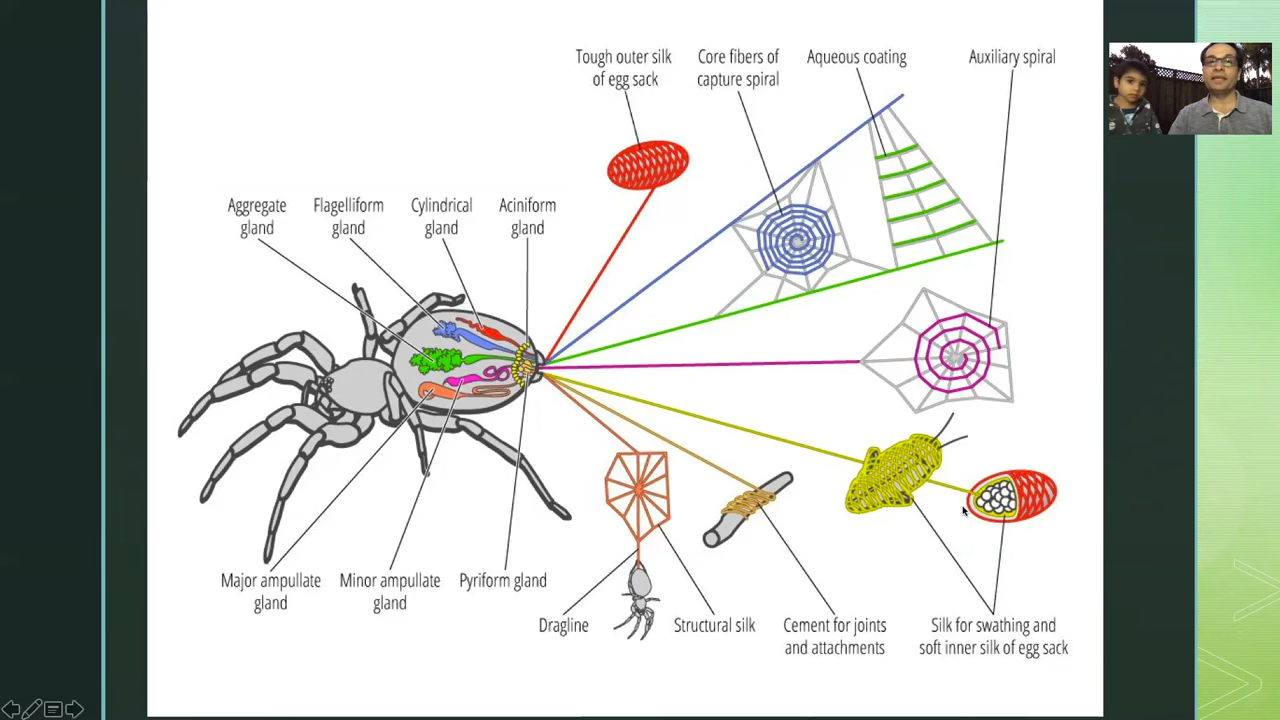 Tough outer silk
of egg sack
Core fibers of
capture spiral
Aqueous coating
Auxiliary spiral
Aggregate
gland
Flagelliform
gland
Cylindrical
gland
Aciniform
gland
Major ampullate
gland
Minor ampullate
gland
Pyriform gland
Dragline
Structural silk
Cement for joints
and attachments
Silk for swathing and
soft inner silk of egg sack